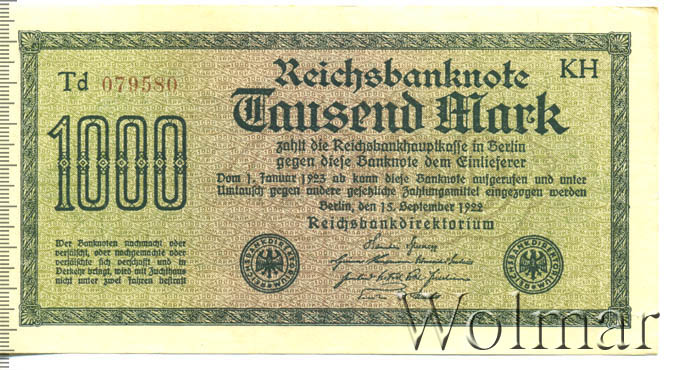 Reichsbanknote
Td 079580
KH
1000
Tausend Mark
zahlt die Reichsbankhauptkasse in Berlin
gegen diese Banknote dem Einlieferer
Vom 1. Januar 1923 ab kann diese Banknote aufgerufen und unter
Umtausch gegen andere gesetzliche Zahlungsmittel eingezogen werden
Berlin, den 15. September 1922
Reichsbankdirektorium
Wer Banknoten nachmacht oder
verfälscht, oder nachgemachte oder
verfälschte sich verschafft und in
Verkehr bringt, wird mit Zuchthaus
nicht unter zwei Jahren bestraft
REICHSBANKDIREKTORIUM
REICHSBANKDIREKTORIUM
Wolmar